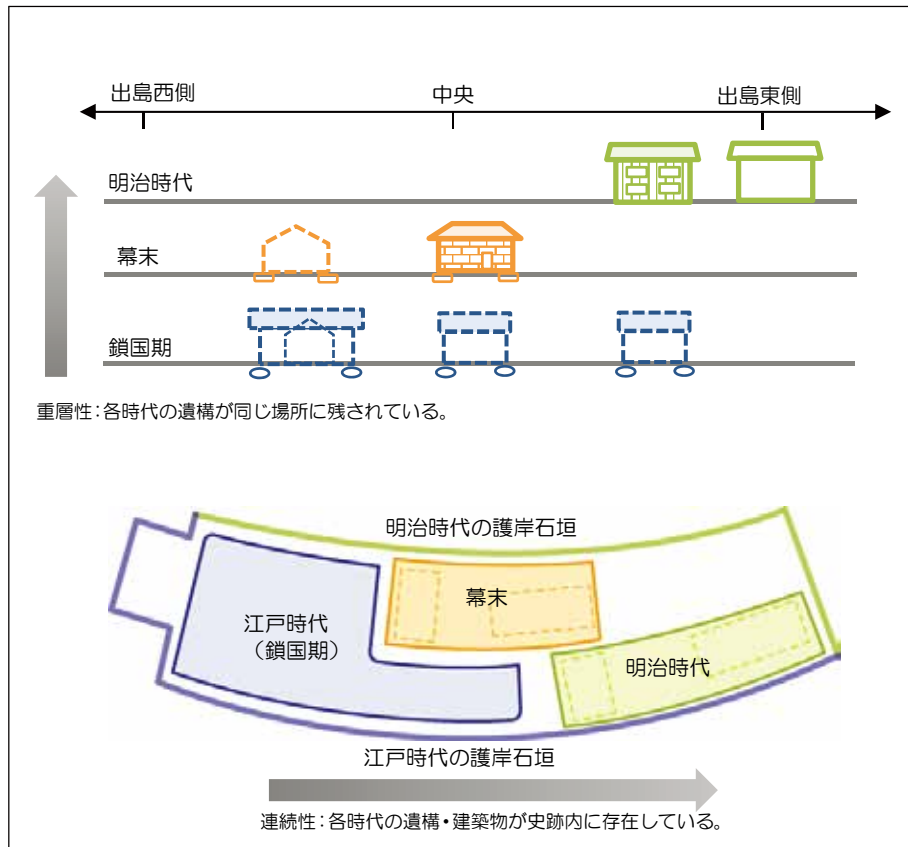 出島西側 中央 出島東側
明治時代
幕末
鎖国期
重層性：各時代の遺構が同じ場所に残されている。
明治時代の護岸石垣
幕末
江戸時代
（鎖国期）
明治時代
江戸時代の護岸石垣
連続性：各時代の遺構・建築物が史跡内に存在している。